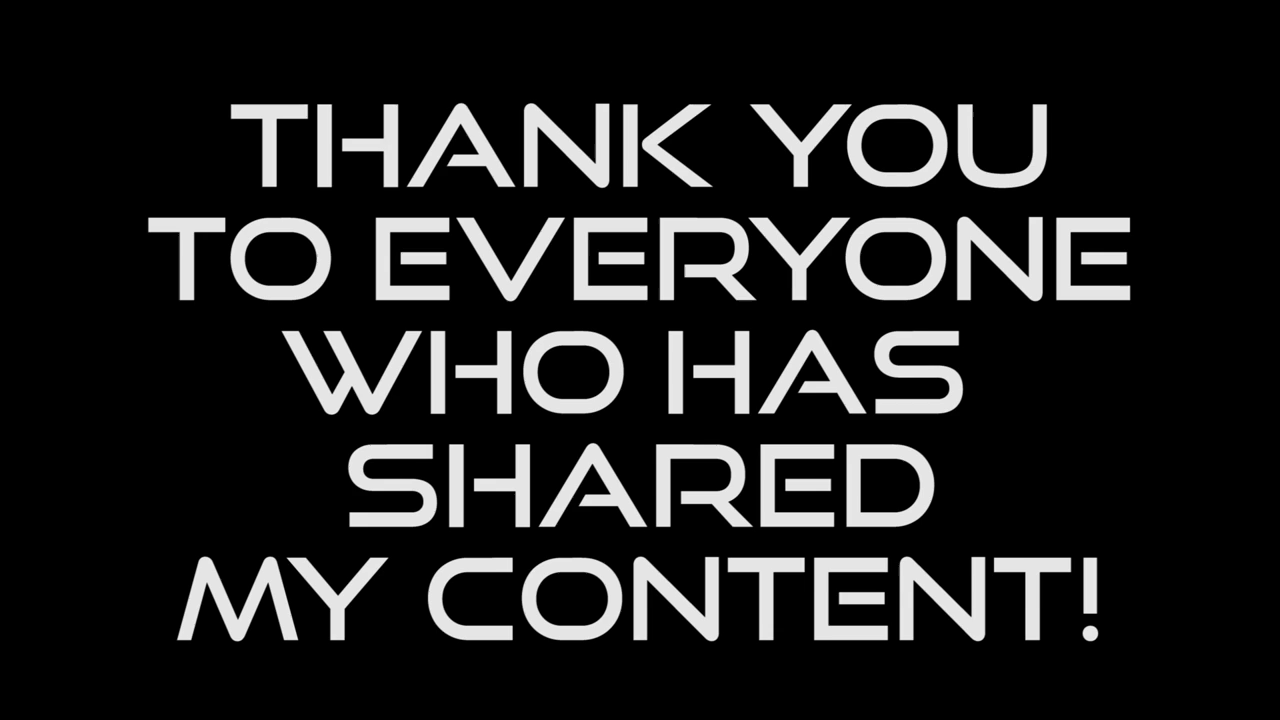 THANK YOU
TO EVERYONE
WHO HAS
SHARED
MY CONTENT!